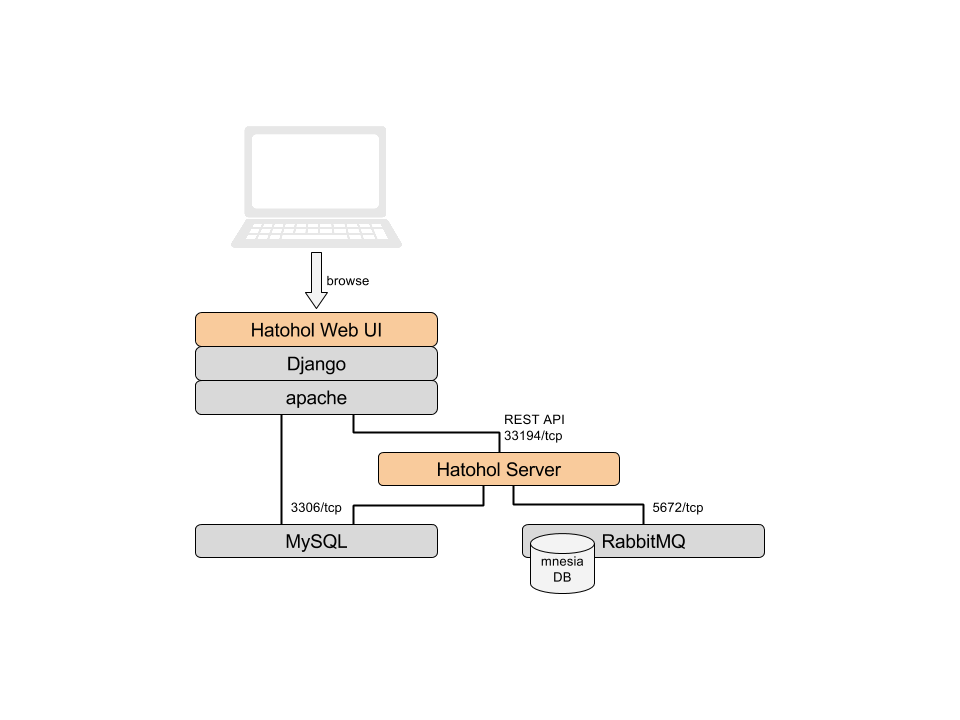 browse
Hatohol Web UI
Django
apache
REST API
33194/tcp
Hatohol Server
3306/tcp
5672/tcp
MySQL
RabbitMQ
mnesia
DB